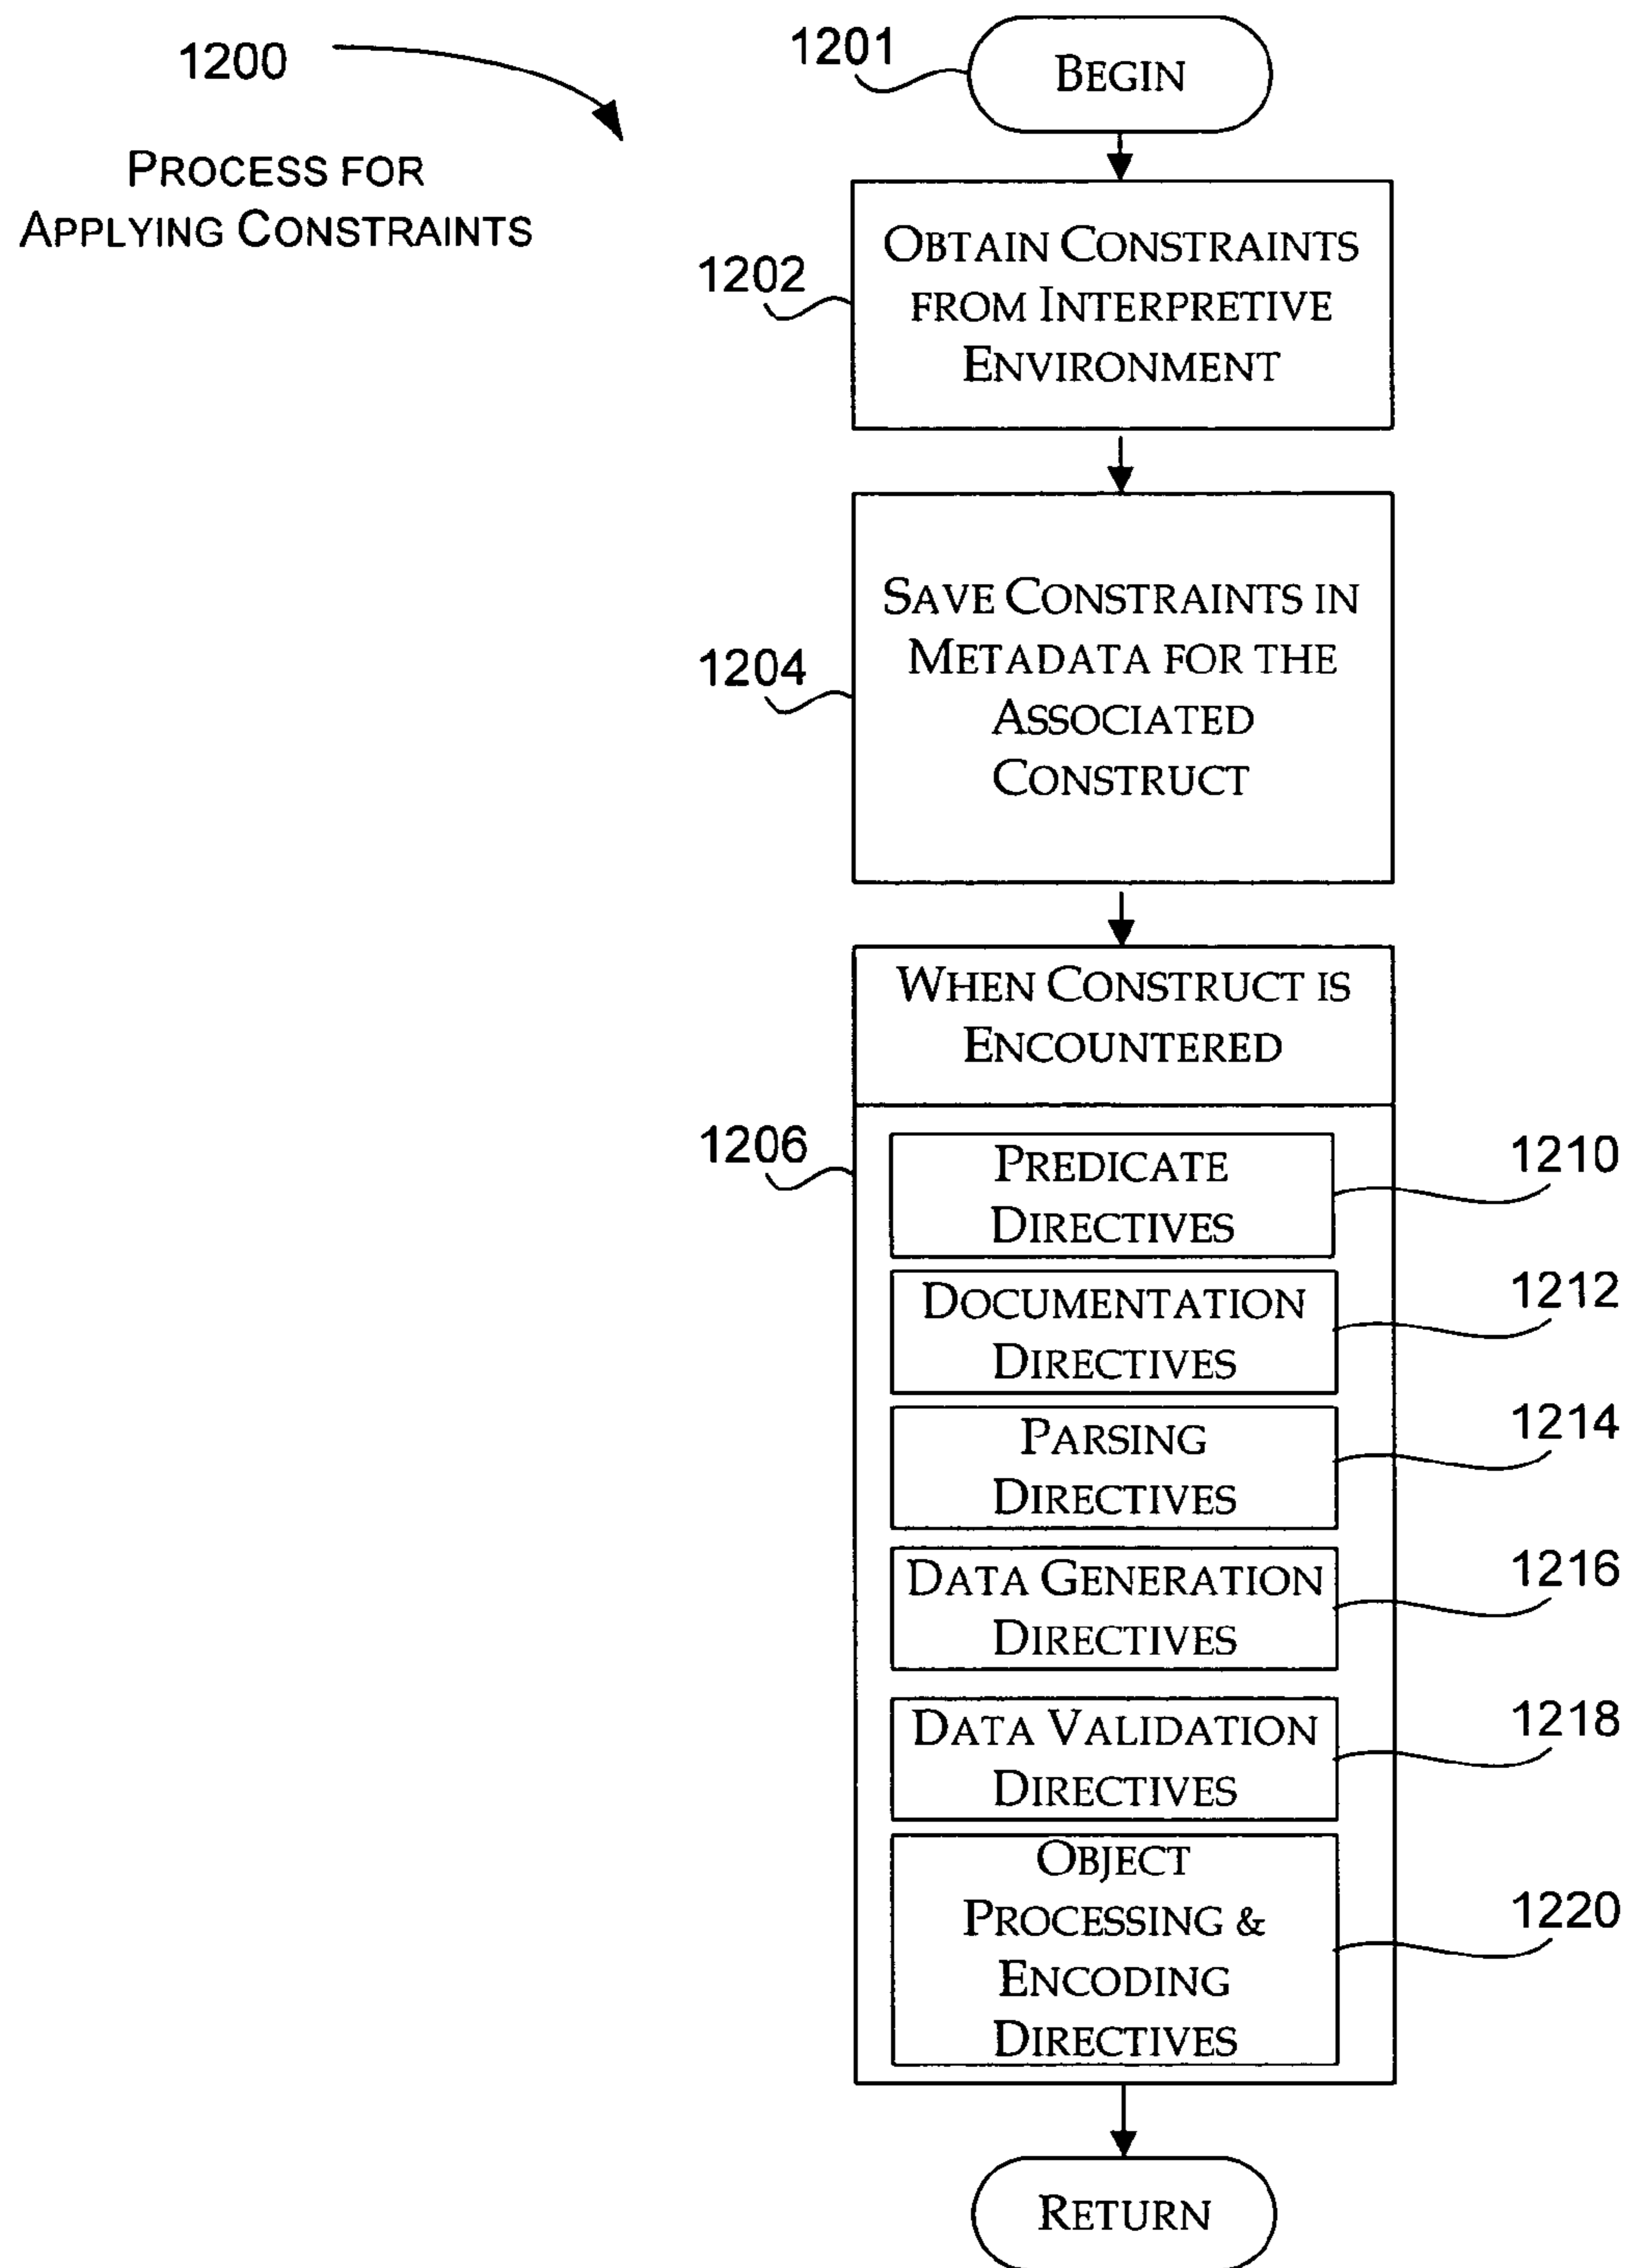 1200
PROCESS FOR
APPLYING CONSTRAINTS
1201
BEGIN
1202
OBTAIN CONSTRAINTS
FROM INTERPRETIVE
ENVIRONMENT
1204
SAVE CONSTRAINTS IN
METADATA FOR THE
ASSOCIATED
CONSTRUCT
WHEN CONSTRUCT IS
ENCOUNTERED
1206
PREDICATE
DIRECTIVES
1210
DOCUMENTATION
DIRECTIVES
1212
PARSING
DIRECTIVES
1214
DATA GENERATION
DIRECTIVES
1216
DATA VALIDATION
DIRECTIVES
1218
OBJECT
PROCESSING &
ENCODING
DIRECTIVES
1220
RETURN